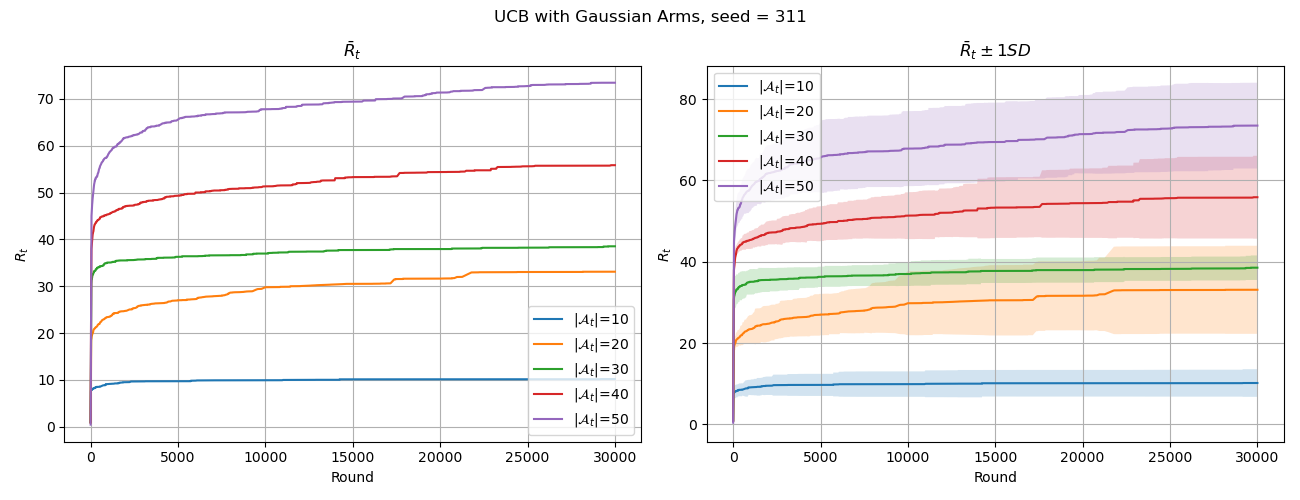 UCB with Gaussian Arms, seed = 311
R̄ₜ
Rₜ
70
60
50
40
30
20
10
0
|𝒜ₜ|=10
|𝒜ₜ|=20
|𝒜ₜ|=30
|𝒜ₜ|=40
|𝒜ₜ|=50
0 5000 10000 15000 20000 25000 30000
Round
R̄ₜ ± 1SD
Rₜ
80
60
40
20
0
|𝒜ₜ|=10
|𝒜ₜ|=20
|𝒜ₜ|=30
|𝒜ₜ|=40
|𝒜ₜ|=50
0 5000 10000 15000 20000 25000 30000
Round